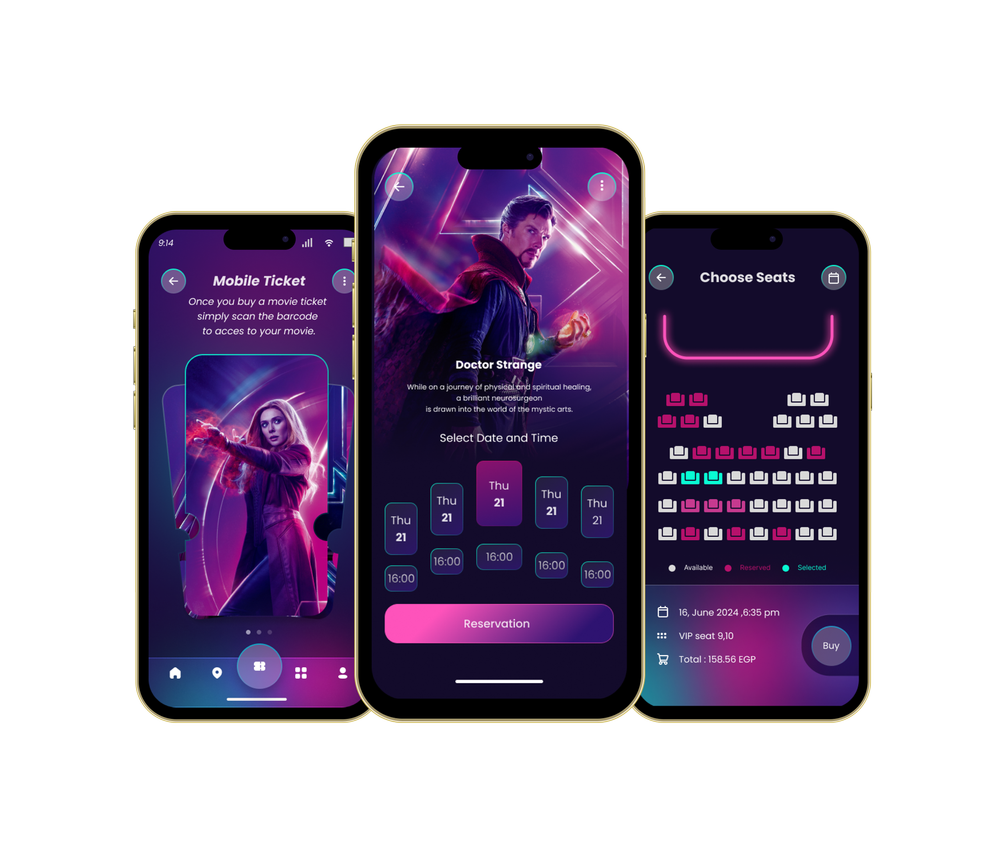 9:14
Mobile Ticket
Once you buy a movie ticket
simply scan the barcode
to acces to your movie.
Doctor Strange
While on a journey of physical and spiritual healing,
a brilliant neurosurgeon
is drawn into the world of the mystic arts.
Select Date and Time
Thu
21
Thu
21
Thu
21
Thu
21
Thu
21
16:00
16:00
16:00
16:00
16:00
Reservation
Choose Seats
Available
Reserved
Selected
16, June 2024 ,6:35 pm
VIP seat 9,10
Total : 158.56 EGP
Buy